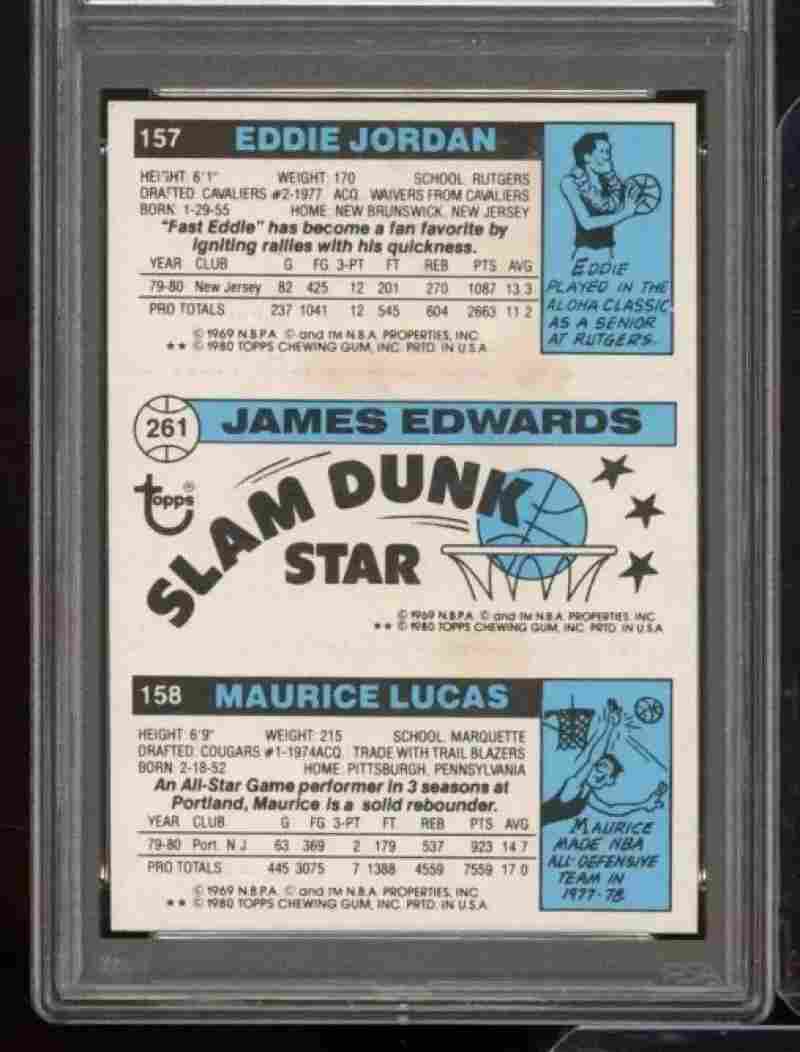 157 EDDIE JORDAN
HEIGHT: 6'1" WEIGHT: 170 SCHOOL: RUTGERS
DRAFTED: CAVALIERS #2-1977 ACQ: WAIVERS FROM CAVALIERS
BORN: 1-29-55 HOME: NEW BRUNSWICK, NEW JERSEY
"Fast Eddie" has become a fan favorite by
igniting rallies with his quickness.
YEAR CLUB G FG 3-PT FT REB PTS AVG
79-80 New Jersey 82 425 12 201 270 1087 13.3
PRO TOTALS 237 1041 12 545 604 2663 11.2
© 1969 N.B.P.A. © and TM N.B.A. PROPERTIES, INC.
** © 1980 TOPPS CHEWING GUM, INC. PRTD. IN U.S.A.
EDDIE
PLAYED IN THE
ALOHA CLASSIC
AS A SENIOR
AT RUTGERS.
261 JAMES EDWARDS
Topps®
SLAM DUNK
STAR
© 1969 N.B.P.A. © and TM N.B.A. PROPERTIES, INC.
** © 1980 TOPPS CHEWING GUM, INC. PRTD. IN U.S.A.
158 MAURICE LUCAS
HEIGHT: 6'9" WEIGHT: 215 SCHOOL: MARQUETTE
DRAFTED: COUGARS #1-1974 ACQ: TRADE WITH TRAIL BLAZERS
BORN: 2-18-52 HOME: PITTSBURGH, PENNSYLVANIA
An All-Star Game performer in 3 seasons at
Portland, Maurice is a solid rebounder.
YEAR CLUB G FG 3-PT FT REB PTS AVG
79-80 Port. N.J. 63 369 2 179 537 923 14.7
PRO TOTALS 445 3075 7 1388 4559 7559 17.0
© 1969 N.B.P.A. © and TM N.B.A. PROPERTIES, INC.
** © 1980 TOPPS CHEWING GUM, INC. PRTD. IN U.S.A.
MAURICE
MADE NBA
ALL-DEFENSIVE
TEAM IN
1977-78.